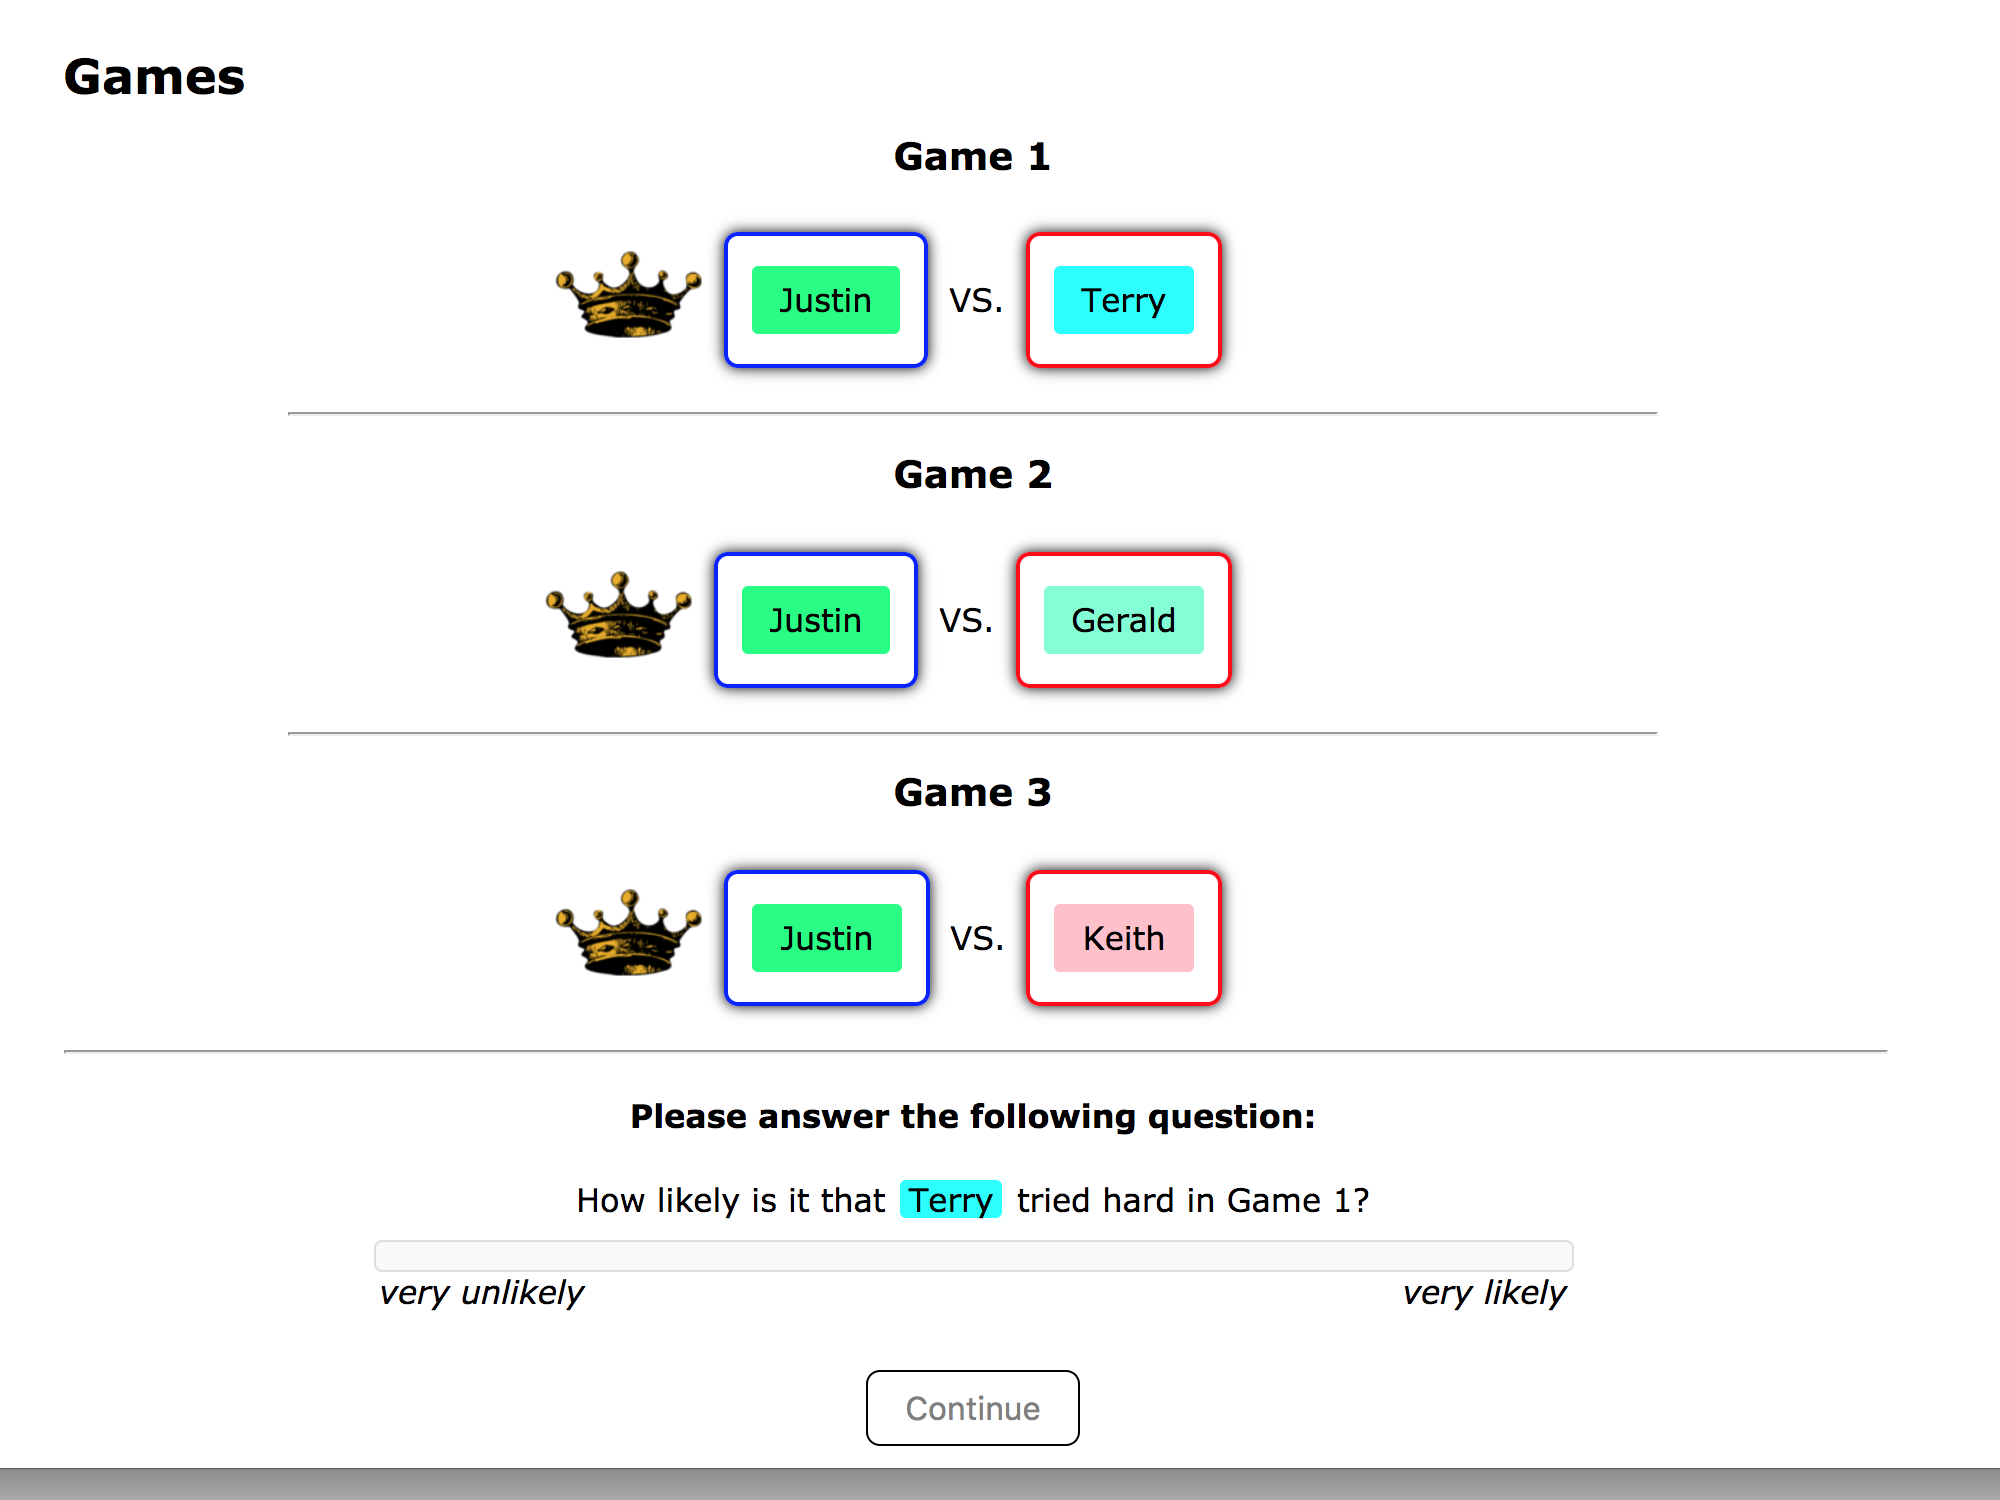 Games
Game 1
Justin VS. Terry
Game 2
Justin VS. Gerald
Game 3
Justin VS. Keith
Please answer the following question:
How likely is it that Terry tried hard in Game 1?
very unlikely very likely
Continue